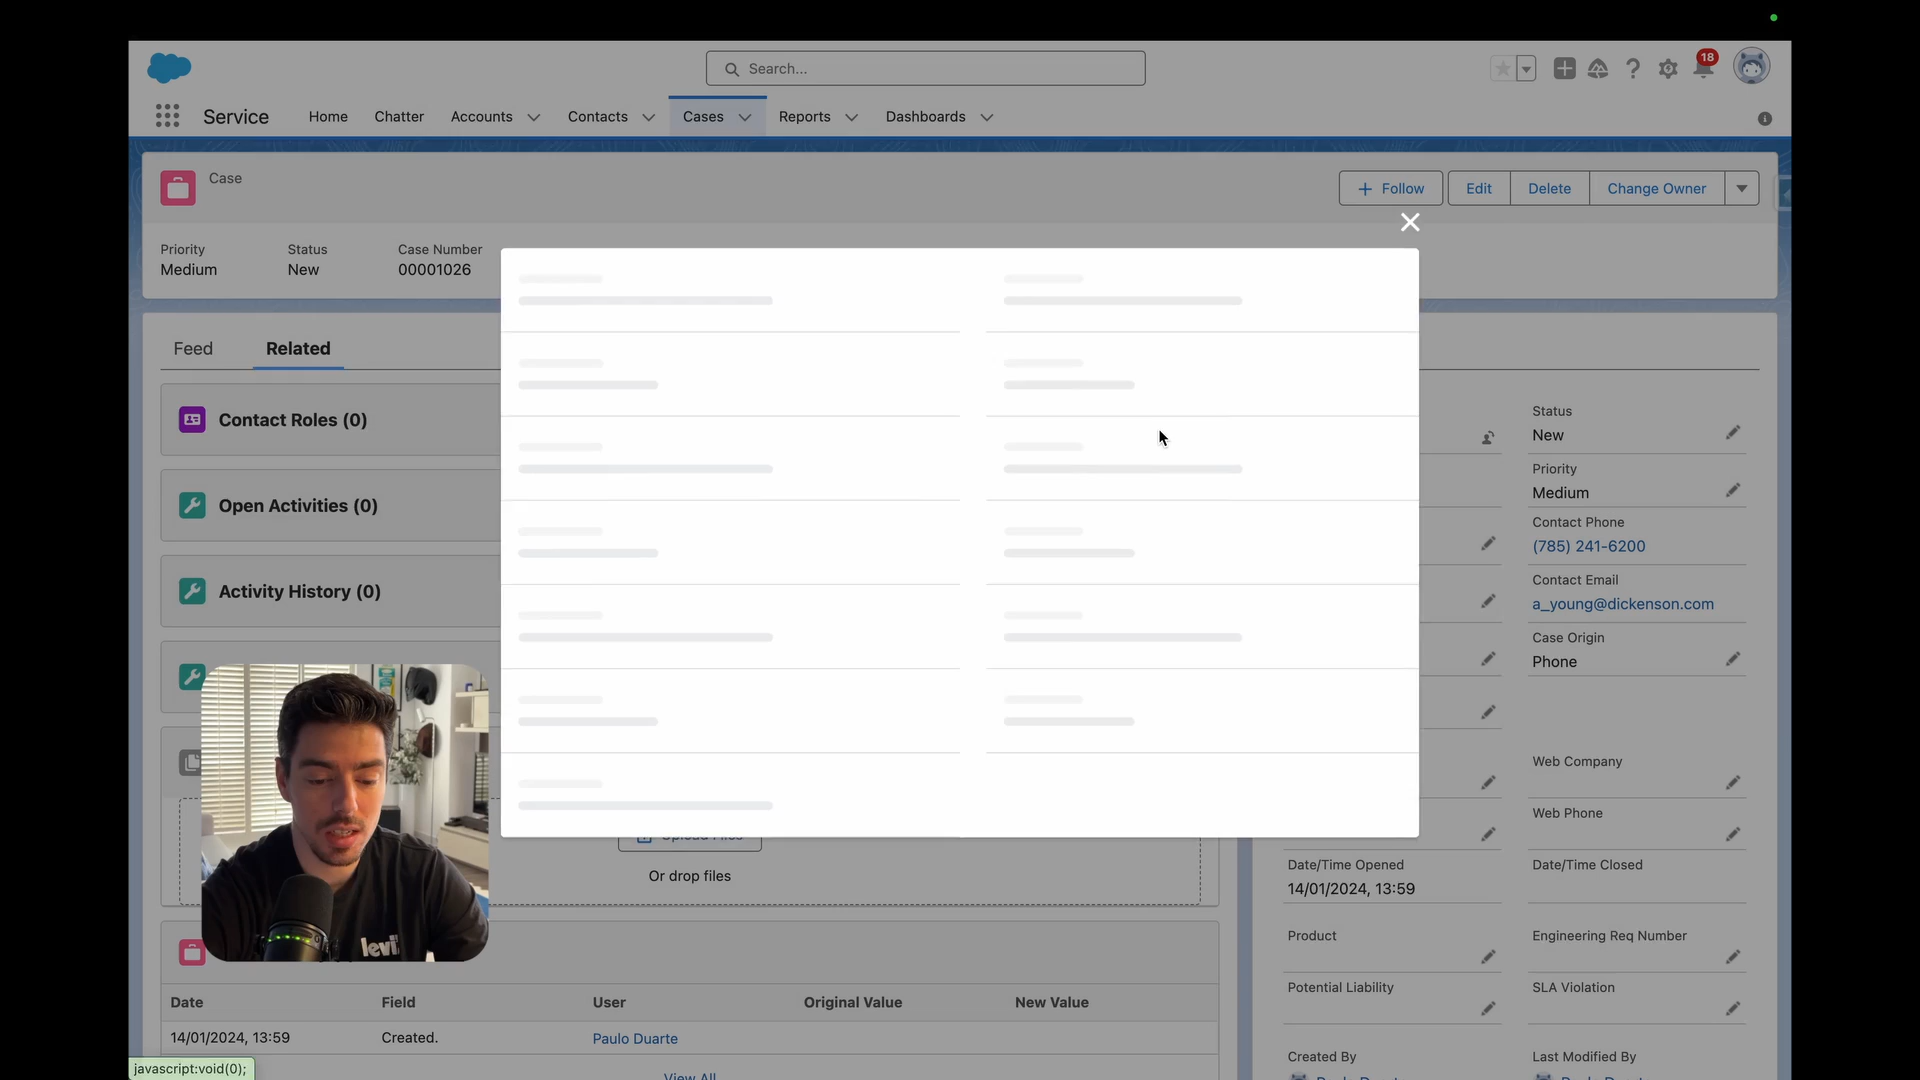 Search...
18
Service
Home
Chatter
Accounts
Contacts
Cases
Reports
Dashboards
Case
Follow
Edit
Delete
Change Owner
Priority
Medium
Status
New
Case Number
00001026
Feed
Related
Contact Roles (0)
Open Activities (0)
Activity History (0)
Upload Files
Or drop files
Date
Field
User
Original Value
New Value
14/01/2024, 13:59
Created.
Paulo Duarte
View All
Status
New
Priority
Medium
Contact Phone
(785) 241-6200
Contact Email
a_young@dickenson.com
Case Origin
Phone
Web Company
Web Phone
Date/Time Opened
14/01/2024, 13:59
Date/Time Closed
Product
Engineering Req Number
Potential Liability
SLA Violation
Created By
Last Modified By
javascript:void(0);